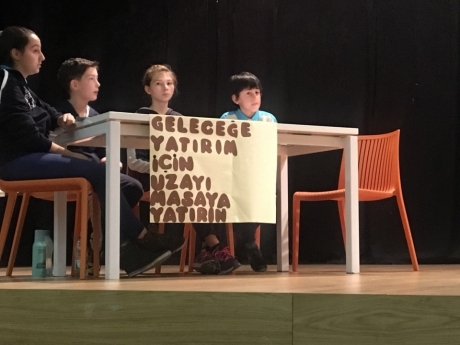 GELECEĞE
YATIRIM
İÇİN
UZAYI
MASAYA
YATIRIN